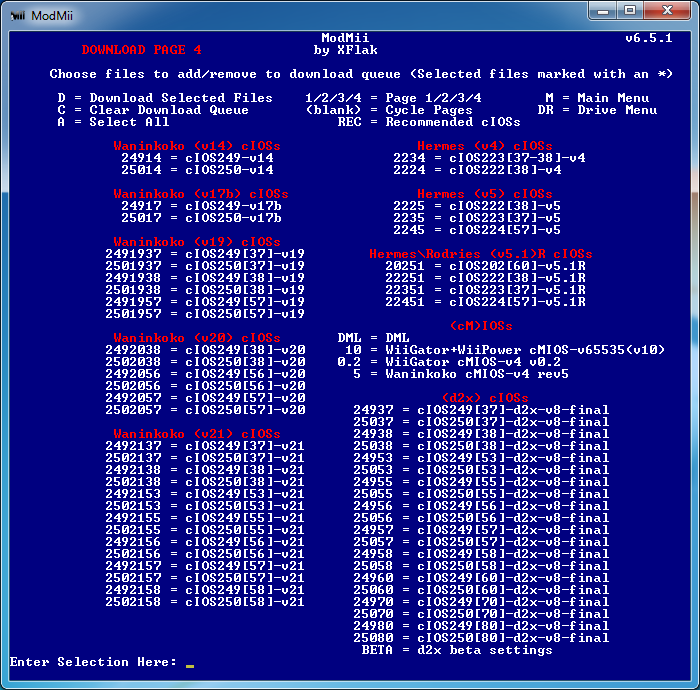 ModMii
ModMii v6.5.1
DOWNLOAD PAGE 4 by XFlak
Choose files to add/remove to download queue (Selected files marked with an *)
D = Download Selected Files 1/2/3/4 = Page 1/2/3/4 M = Main Menu
C = Clear Download Queue (blank) = Cycle Pages DR = Drive Menu
A = Select All REC = Recommended cIOSs
Waninkoko (v14) cIOSs
24914 = cIOS249-v14
25014 = cIOS250-v14
Waninkoko (v17b) cIOSs
24917 = cIOS249-v17b
25017 = cIOS250-v17b
Waninkoko (v19) cIOSs
2491937 = cIOS249[37]-v19
2501937 = cIOS250[37]-v19
2491938 = cIOS249[38]-v19
2501938 = cIOS250[38]-v19
2491957 = cIOS249[57]-v19
2501957 = cIOS250[57]-v19
Waninkoko (v20) cIOSs
2492038 = cIOS249[38]-v20
2502038 = cIOS250[38]-v20
2492056 = cIOS249[56]-v20
2502056 = cIOS250[56]-v20
2492057 = cIOS249[57]-v20
2502057 = cIOS250[57]-v20
Waninkoko (v21) cIOSs
2492137 = cIOS249[37]-v21
2502137 = cIOS250[37]-v21
2492138 = cIOS249[38]-v21
2502138 = cIOS250[38]-v21
2492153 = cIOS249[53]-v21
2502153 = cIOS250[53]-v21
2492155 = cIOS249[55]-v21
2502155 = cIOS250[55]-v21
2492156 = cIOS249[56]-v21
2502156 = cIOS250[56]-v21
2492157 = cIOS249[57]-v21
2502157 = cIOS250[57]-v21
2492158 = cIOS249[58]-v21
2502158 = cIOS250[58]-v21
Hermes (v4) cIOSs
2234 = cIOS223[37-38]-v4
2224 = cIOS222[38]-v4
Hermes (v5) cIOSs
2225 = cIOS222[38]-v5
2235 = cIOS223[37]-v5
2245 = cIOS224[57]-v5
Hermes\Rodries (v5.1)R cIOSs
20251 = cIOS202[60]-v5.1R
22251 = cIOS222[38]-v5.1R
22351 = cIOS223[37]-v5.1R
22451 = cIOS224[57]-v5.1R
(cM)IOSs
DML = DML
10 = WiiGator+WiiPower cMIOS-v65535(v10)
0.2 = WiiGator cMIOS-v4 v0.2
5 = Waninkoko cMIOS-v4 rev5
(d2x) cIOSs
24937 = cIOS249[37]-d2x-v8-final
25037 = cIOS250[37]-d2x-v8-final
24938 = cIOS249[38]-d2x-v8-final
25038 = cIOS250[38]-d2x-v8-final
24953 = cIOS249[53]-d2x-v8-final
25053 = cIOS250[53]-d2x-v8-final
24955 = cIOS249[55]-d2x-v8-final
25055 = cIOS250[55]-d2x-v8-final
24956 = cIOS249[56]-d2x-v8-final
25056 = cIOS250[56]-d2x-v8-final
24957 = cIOS249[57]-d2x-v8-final
25057 = cIOS250[57]-d2x-v8-final
24958 = cIOS249[58]-d2x-v8-final
25058 = cIOS250[58]-d2x-v8-final
24960 = cIOS249[60]-d2x-v8-final
25060 = cIOS250[60]-d2x-v8-final
24970 = cIOS249[70]-d2x-v8-final
25070 = cIOS250[70]-d2x-v8-final
24980 = cIOS249[80]-d2x-v8-final
25080 = cIOS250[80]-d2x-v8-final
BETA = d2x beta settings
Enter Selection Here: _